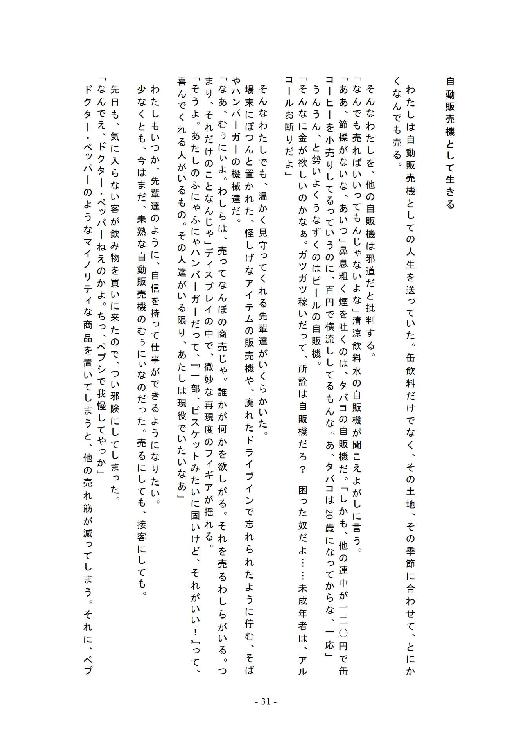 自動販売機として生きる
わたしは自動販売機としての人生を送っていた。缶飲料だけでなく、その土地、その季節に合わせて、とにか
くなんでも売る。
そんなわたしを、他の自販機は邪道だと批判する。
「なんでも売ればいいってもんじゃないよな」清涼飲料水の自販機が聞こえよがしに言う。
「ああ、節操がないな、あいつ」鼻息粗く煙を吐くのは、タバコの自販機だ。「しかも、他の連中が一二〇円で缶
コーヒーを小売りしてるっていうのに、百円で横流ししてるもんな。あ、タバコは20歳になってからな、一応」
うんうん、と勢いよくうなずくのはビールの自販機。
「そんなに金が欲しいのかなぁ。ガツガツ稼いだって、所詮は自販機だろ? 困った奴だよ……未成年者は、アル
コールお断りだよ」
そんなわたしでも、温かく見守ってくれる先輩達がいくらかいた。
場末にぽつんと置かれた、怪しげなアイテムの販売機や、廃れたドライブインで忘れられたように佇む、そば
やハンバーガーの機械達だ。
「なあ、むぅにぃよ。わしらは、売ってなんぼの商売じゃ。誰かが何かを欲しがる。それを売るわしらがいる。つ
まり、それだけのことなんじゃ」ディスプレイの中で、微妙な再現度のフィギアが揺れる。
「そうよ。あたしのふにゃふにゃハンバーガーだって、『一部、ビスケットみたいに固いけど、それがいい!』って、
喜んでくれる人がいるもの。その人達がいる限り、あたしは現役でいたいなあ」
わたしもいつか、先輩達のように、自信を持って仕事ができるようになりたい。
少なくとも、今はまだ、未熟な自動販売機のむぅにぃなのだった。売るにしても、接客にしても。
先日も、気に入らない客が飲み物を買いに来たので、つい邪険にしてしまった。
「なんでえ、ドクター・ペッパーねえのかよ。ちっ、ペプシで我慢してやっか」
ドクター・ペッパーのようなマイノリティな商品を置いてしまうと、他の売れ筋が減ってしまう。それに、ペプ
- 31 -